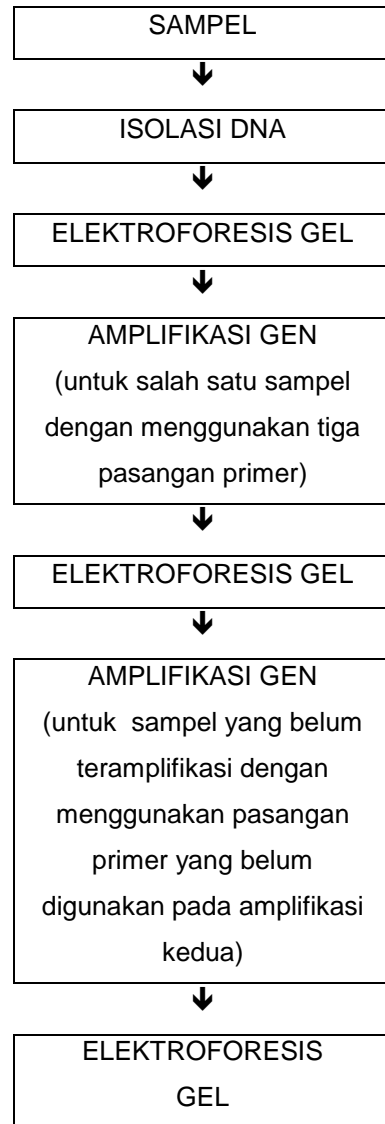 SAMPEL
ISOLASI DNA
ELEKTROFORESIS GEL
AMPLIFIKASI GEN
(untuk salah satu sampel
dengan menggunakan tiga
pasangan primer)
ELEKTROFORESIS GEL
AMPLIFIKASI GEN
(untuk sampel yang belum
teramplifikasi dengan
menggunakan pasangan
primer yang belum
digunakan pada amplifikasi
kedua)
ELEKTROFORESIS
GEL